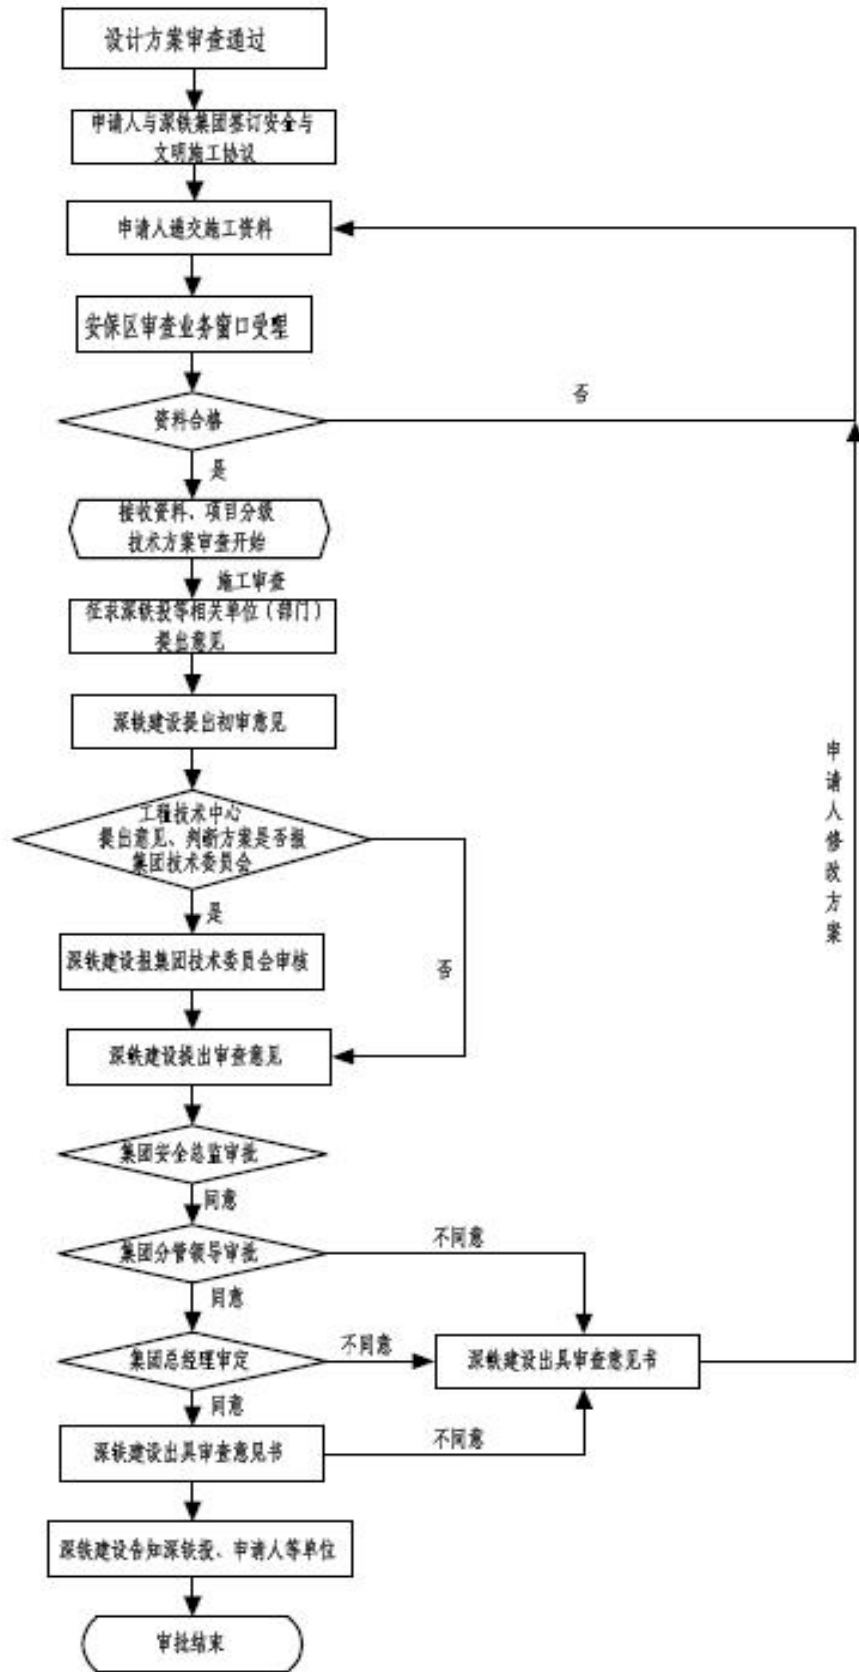 设计方案审查通过
申请人与深铁集团签订安全与
文明施工协议
申请人递交施工资料
安保区审查业务窗口受理
资料合格
否
是
接收资料、项目分级
技术方案审查开始
施工审查
征求深铁投等相关单位（部门）
提出意见
深铁建设提出初审意见
工程技术中心
提出意见、判断方案是否报
集团技术委员会
是
否
深铁建设报集团技术委员会审核
深铁建设提出审查意见
集团安全总监审批
同意
集团分管领导审批
不同意
同意
集团总经理审定
不同意
深铁建设出具审查意见书
申请人修改方案
同意
深铁建设出具审查意见书
不同意
深铁建设告知深铁投、申请人等单位
审批结束